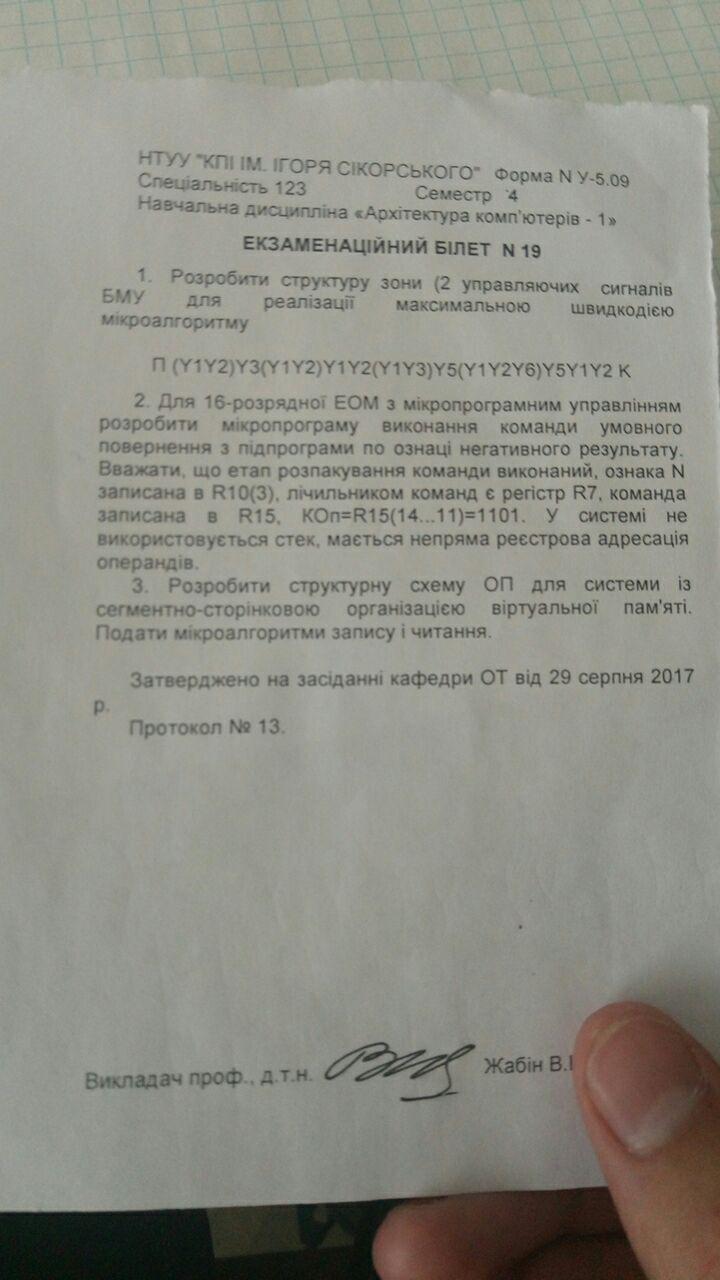 НТУУ "КПІ ІМ. ІГОРЯ СІКОРСЬКОГО" Форма N У-5.09
Спеціальність 123 Семестр 4
Навчальна дисципліна «Архітектура комп'ютерів - 1»
ЕКЗАМЕНАЦІЙНИЙ БІЛЕТ N 19
1. Розробити структуру зони (2 управляючих сигналів
БМУ для реалізації максимальною швидкодією
мікроалгоритму
П (Y1Y2)Y3(Y1Y2)Y1Y2(Y1Y3)Y5(Y1Y2Y6)Y5Y1Y2 К
2. Для 16-розрядної ЕОМ з мікропрограмним управлінням
розробити мікропрограму виконання команди умовного
повернення з підпрограми по ознаці негативного результату.
Вважати, що етап розпакування команди виконаний, ознака N
записана в R10(3), лічильником команд є регістр R7, команда
записана в R15, КОп=R15(14...11)=1101. У системі не
використовується стек, мається непряма реєстрова адресація
операндів.
3. Розробити структурну схему ОП для системи із
сегментно-сторінковою організацією віртуальної пам'яті.
Подати мікроалгоритми запису і читання.
Затверджено на засіданні кафедри ОТ від 29 серпня 2017
р.
Протокол № 13.
Викладач проф., д.т.н. Жабін В.І